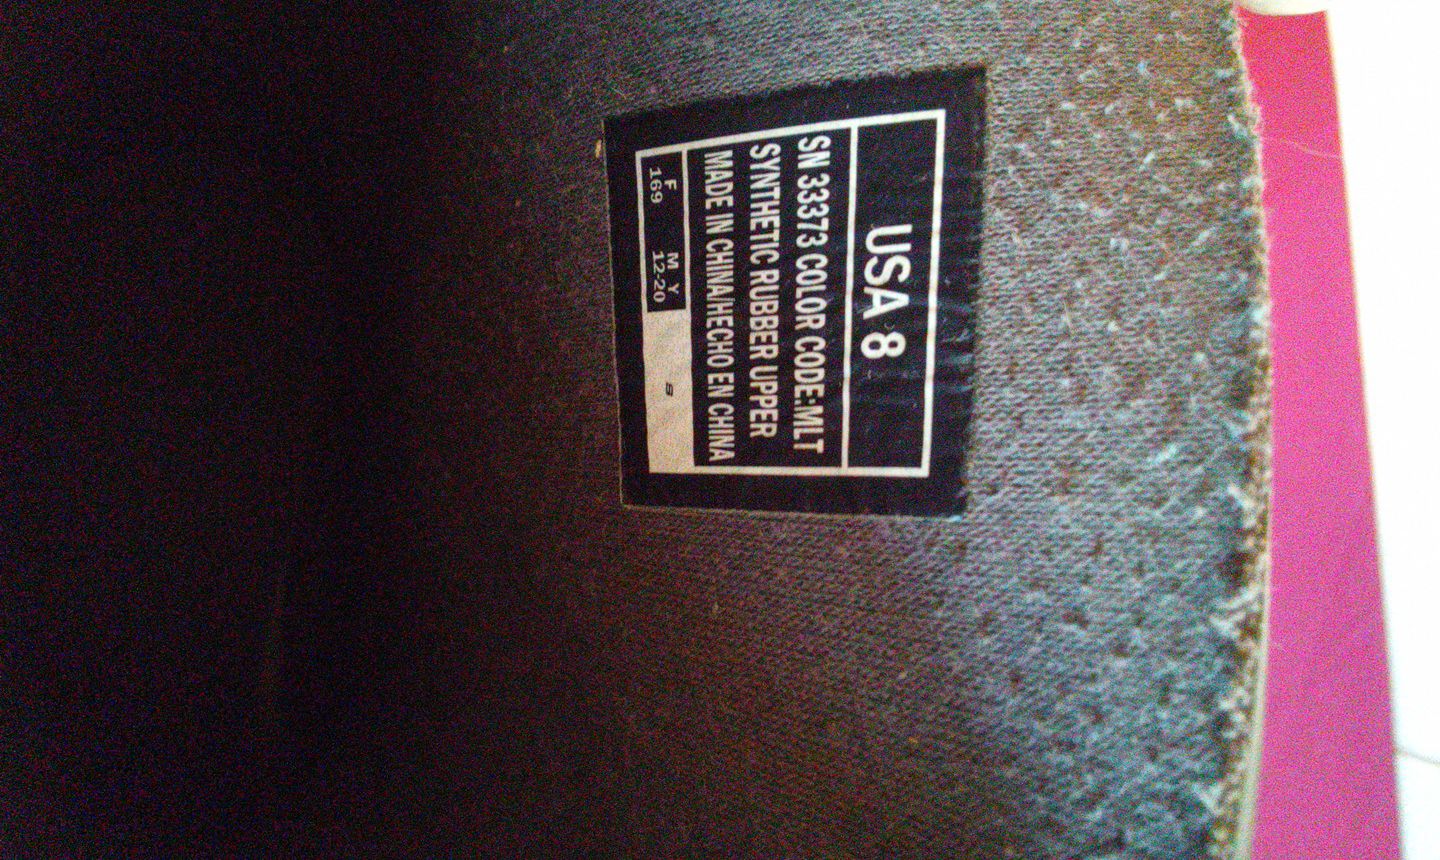 USA 8
SN 33373 COLOR CODE:MLT
SYNTHETIC RUBBER UPPER
MADE IN CHINA/HECHO EN CHINA
F M Y
169 12-20
S